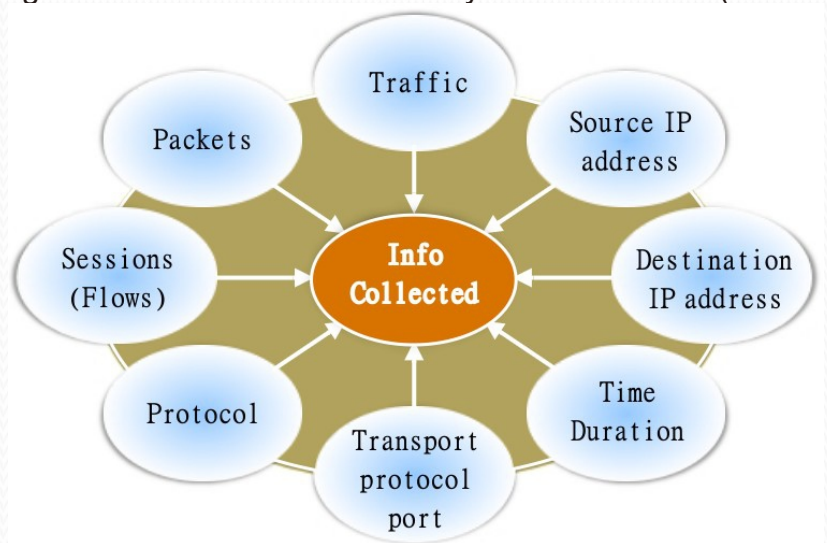 Traffic
Packets
Source IP
address
Sessions
(Flows)
Info
Collected
Destination
IP address
Protocol
Time
Duration
Transport
protocol
port